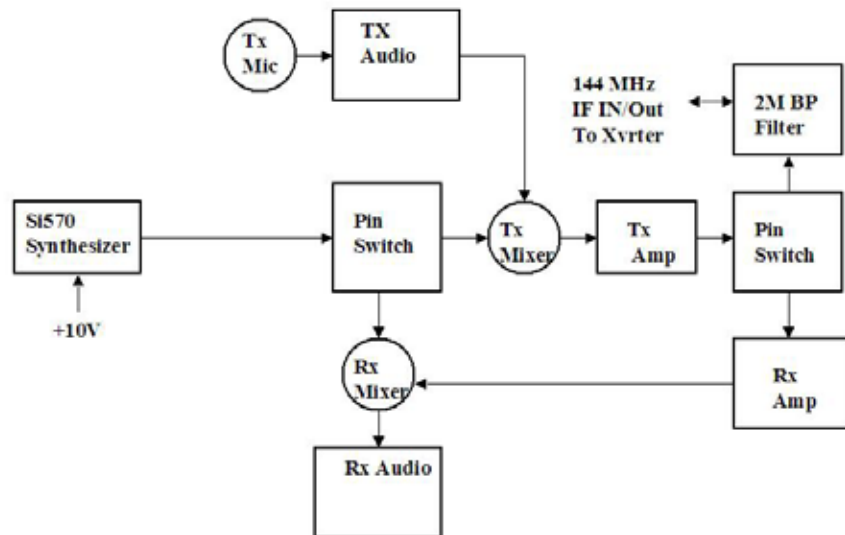 Tx
Mic
TX
Audio
144 MHz
IF IN/Out
To Xvrter
2M BP
Filter
Si570
Synthesizer
Pin
Switch
Tx
Mixer
Tx
Amp
Pin
Switch
+10V
Rx
Mixer
Rx
Amp
Rx Audio